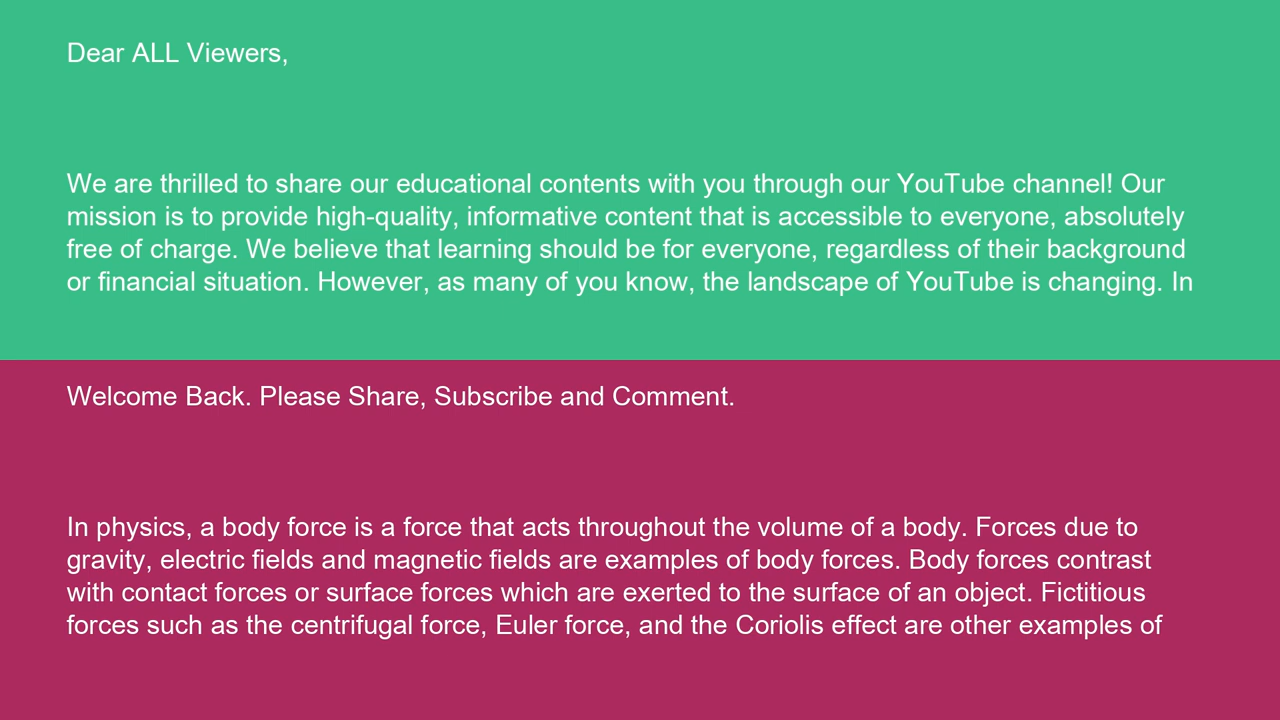 Dear ALL Viewers,
We are thrilled to share our educational contents with you through our YouTube channel! Our
mission is to provide high-quality, informative content that is accessible to everyone, absolutely
free of charge. We believe that learning should be for everyone, regardless of their background
or financial situation. However, as many of you know, the landscape of YouTube is changing. In
Welcome Back. Please Share, Subscribe and Comment.
In physics, a body force is a force that acts throughout the volume of a body. Forces due to
gravity, electric fields and magnetic fields are examples of body forces. Body forces contrast
with contact forces or surface forces which are exerted to the surface of an object. Fictitious
forces such as the centrifugal force, Euler force, and the Coriolis effect are other examples of